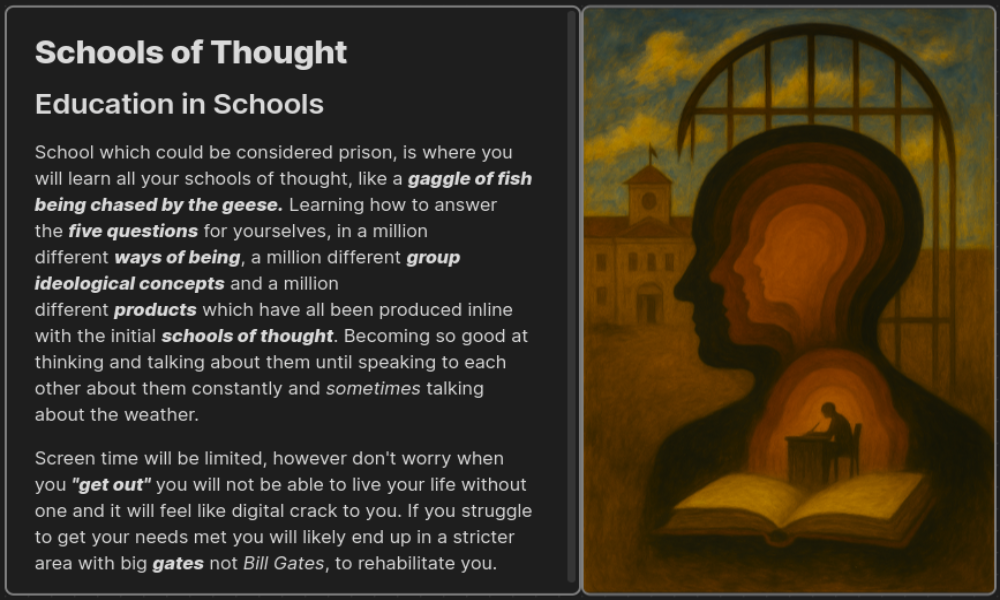 Schools of Thought
Education in Schools
School which could be considered prison, is where you
will learn all your schools of thought, like a gaggle of fish
being chased by the geese. Learning how to answer
the five questions for yourselves, in a million
different ways of being, a million different group
ideological concepts and a million
different products which have all been produced inline
with the initial schools of thought. Becoming so good at
thinking and talking about them until speaking to each
other about them constantly and sometimes talking
about the weather.
Screen time will be limited, however don't worry when
you "get out" you will not be able to live your life without
one and it will feel like digital crack to you. If you struggle
to get your needs met you will likely end up in a stricter
area with big gates not Bill Gates, to rehabilitate you.